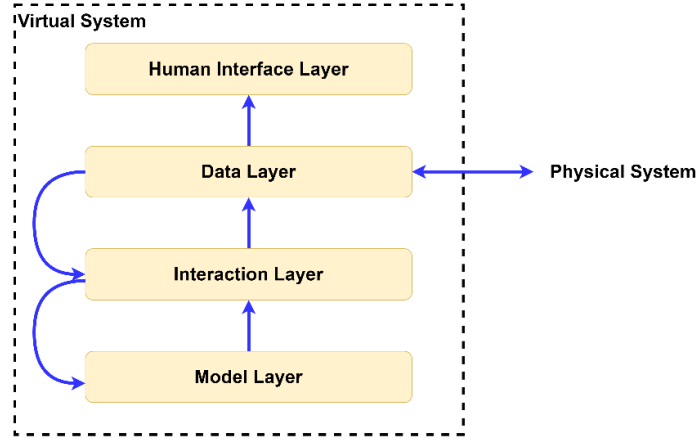 Virtual System
Human Interface Layer
Data Layer
Physical System
Interaction Layer
Model Layer